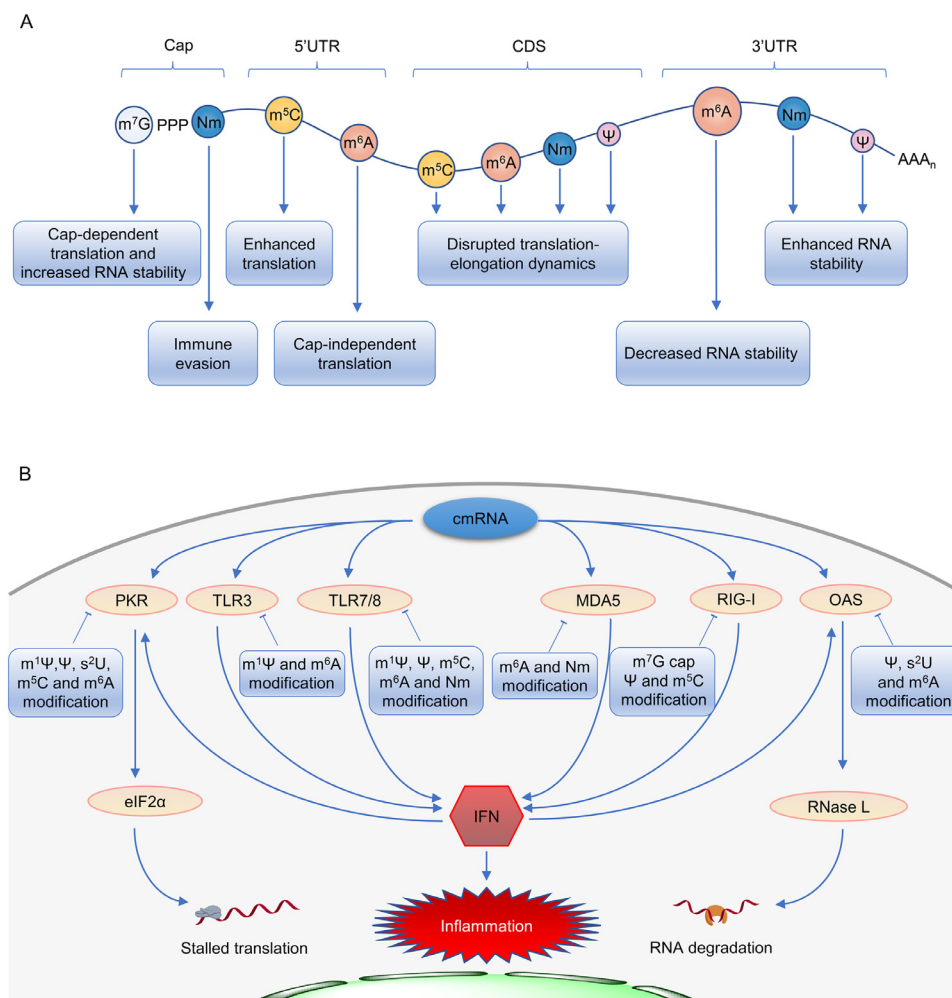 A
Cap
5'UTR
CDS
3'UTR
m⁷G PPP Nm
m⁵C
m⁶A
m⁵C
m⁶A
Nm
Ψ
m⁶A
Nm
Ψ
AAAₙ
Cap-dependent
translation and
increased RNA stability
Enhanced
translation
Disrupted translation-
elongation dynamics
Enhanced RNA
stability
Immune
evasion
Cap-independent
translation
Decreased RNA stability
B
cmRNA
PKR
TLR3
TLR7/8
MDA5
RIG-I
OAS
m¹Ψ,Ψ, s²U,
m⁵C and m⁶A
modification
m¹Ψ and m⁶A
modification
m¹Ψ, Ψ, m⁵C,
m⁶A and Nm
modification
m⁶A and Nm
modification
m⁷G cap
Ψ and m⁵C
modification
Ψ, s²U
and m⁶A
modification
eIF2α
IFN
RNase L
Stalled translation
Inflammation
RNA degradation